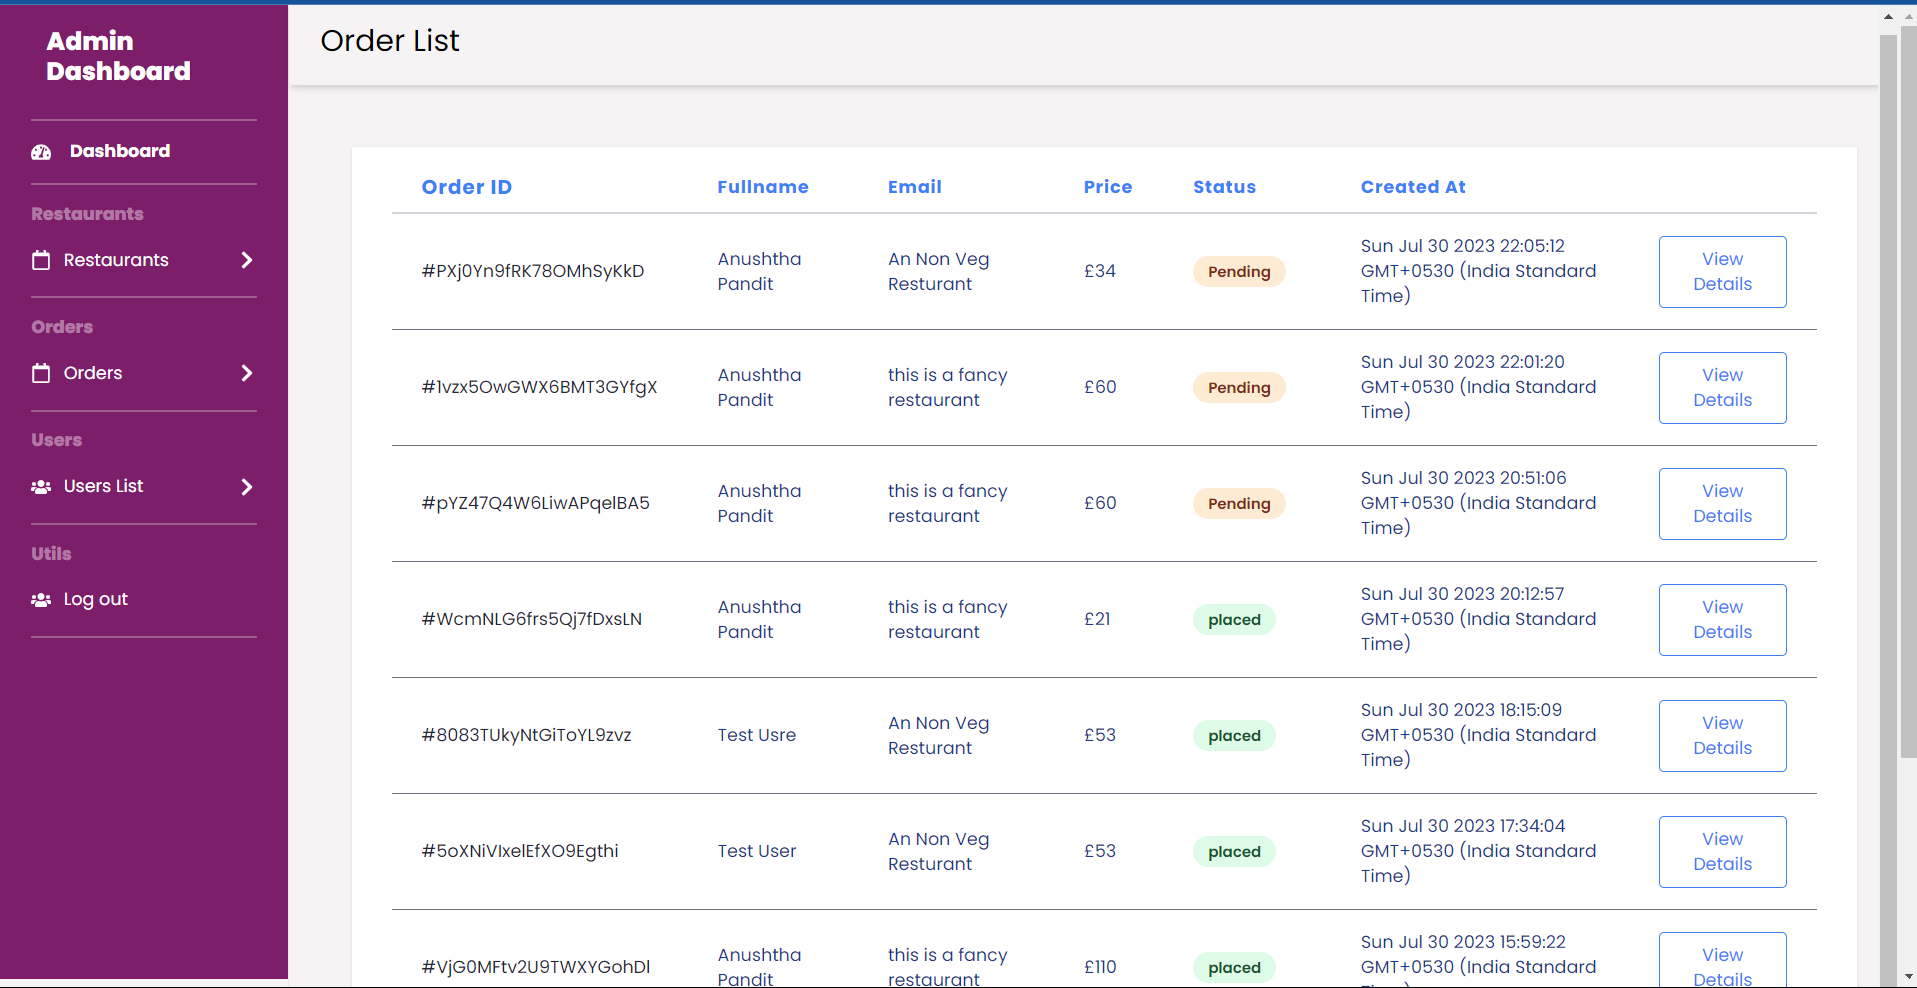 Admin
Dashboard
Dashboard
Restaurants
Restaurants
Orders
Orders
Users
Users List
Utils
Log out
Order List
Order ID Fullname Email Price Status Created At
#PXj0Yn9fRK78OMhSyKkD
Anushtha
Pandit
An Non Veg
Resturant
£34
Pending
Sun Jul 30 2023 22:05:12
GMT+0530 (India Standard
Time)
View
Details
#1vzx5OwGWX6BMT3GYfgX
Anushtha
Pandit
this is a fancy
restaurant
£60
Pending
Sun Jul 30 2023 22:01:20
GMT+0530 (India Standard
Time)
View
Details
#pYZ47Q4W6LiwAPqelBA5
Anushtha
Pandit
this is a fancy
restaurant
£60
Pending
Sun Jul 30 2023 20:51:06
GMT+0530 (India Standard
Time)
View
Details
#WcmNLG6frs5Qj7fDxsLN
Anushtha
Pandit
this is a fancy
restaurant
£21
placed
Sun Jul 30 2023 20:12:57
GMT+0530 (India Standard
Time)
View
Details
#8083TUkyNtGiToYL9zvz
Test Usre
An Non Veg
Resturant
£53
placed
Sun Jul 30 2023 18:15:09
GMT+0530 (India Standard
Time)
View
Details
#5oXNiVIxelEfXO9Egthi
Test User
An Non Veg
Resturant
£53
placed
Sun Jul 30 2023 17:34:04
GMT+0530 (India Standard
Time)
View
Details
#VjG0MFtv2U9TWXYGohDl
Anushtha
Pandit
this is a fancy
restaurant
£110
placed
Sun Jul 30 2023 15:59:22
GMT+0530 (India Standard
View
Details